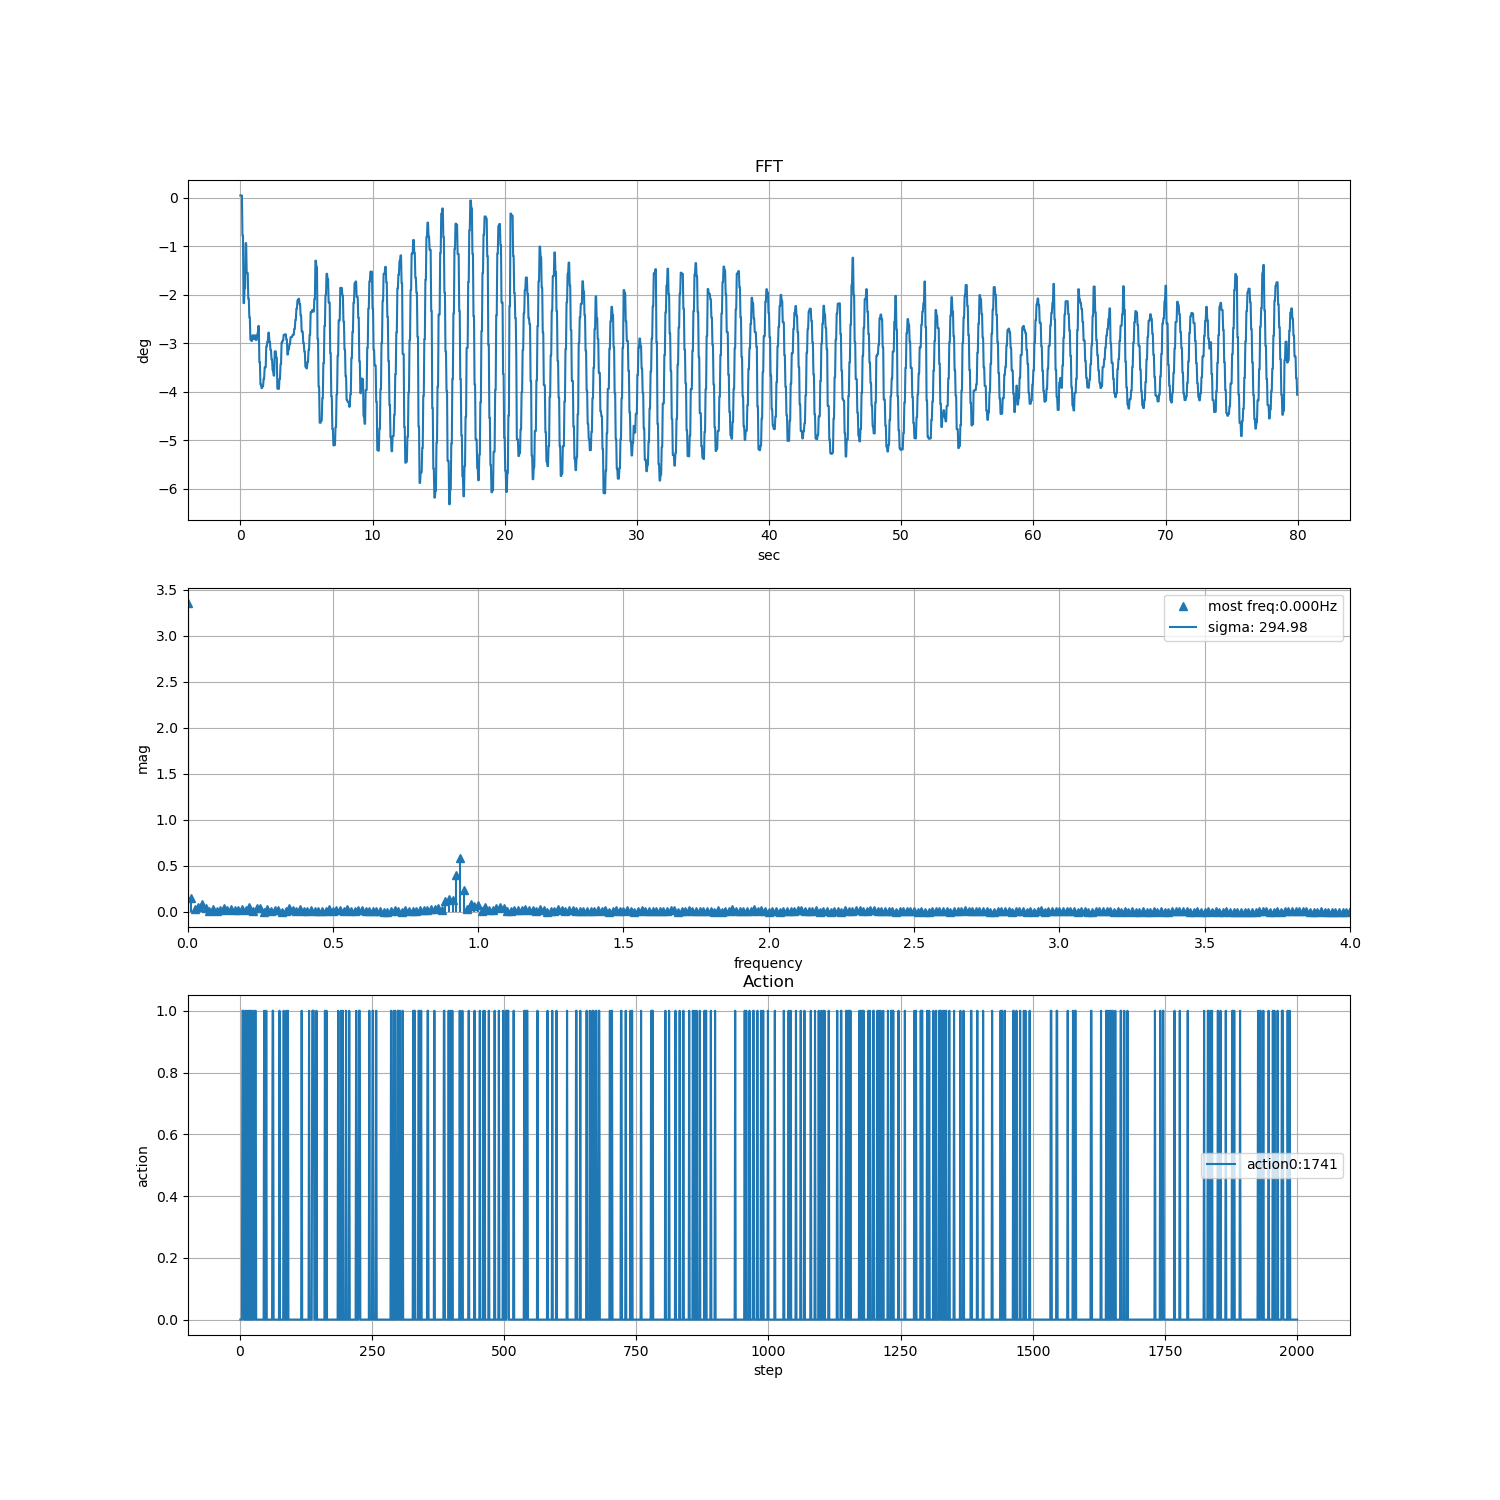 FFT
0
−1
−2
−3
−4
−5
−6
deg
0 10 20 30 40 50 60 70 80
sec
3.5
3.0
2.5
2.0
1.5
1.0
0.5
0.0
mag
most freq:0.000Hz
sigma: 294.98
0.0 0.5 1.0 1.5 2.0 2.5 3.0 3.5 4.0
frequency
Action
1.0
0.8
0.6
0.4
0.2
0.0
action
action0:1741
0 250 500 750 1000 1250 1500 1750 2000
step